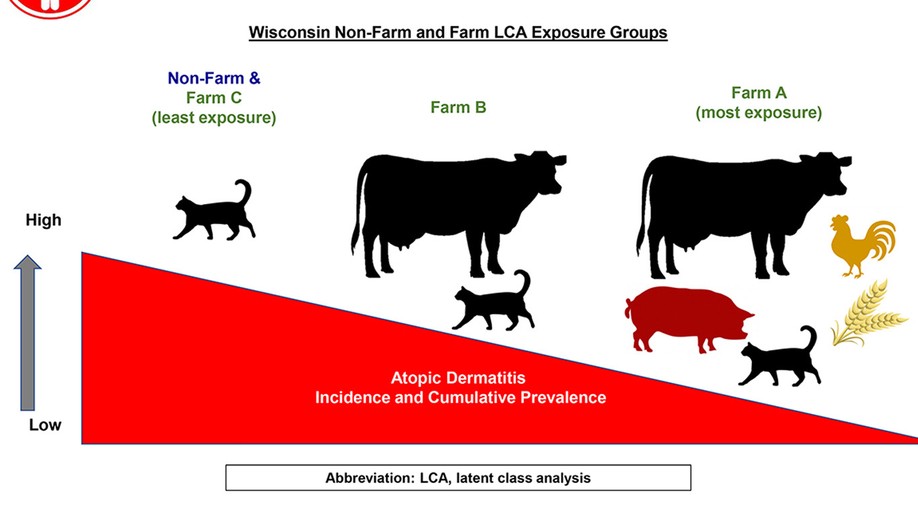 Wisconsin Non-Farm and Farm LCA Exposure Groups
Non-Farm &
Farm C
(least exposure)
Farm B
Farm A
(most exposure)
High
Low
Atopic Dermatitis
Incidence and Cumulative Prevalence
Abbreviation: LCA, latent class analysis